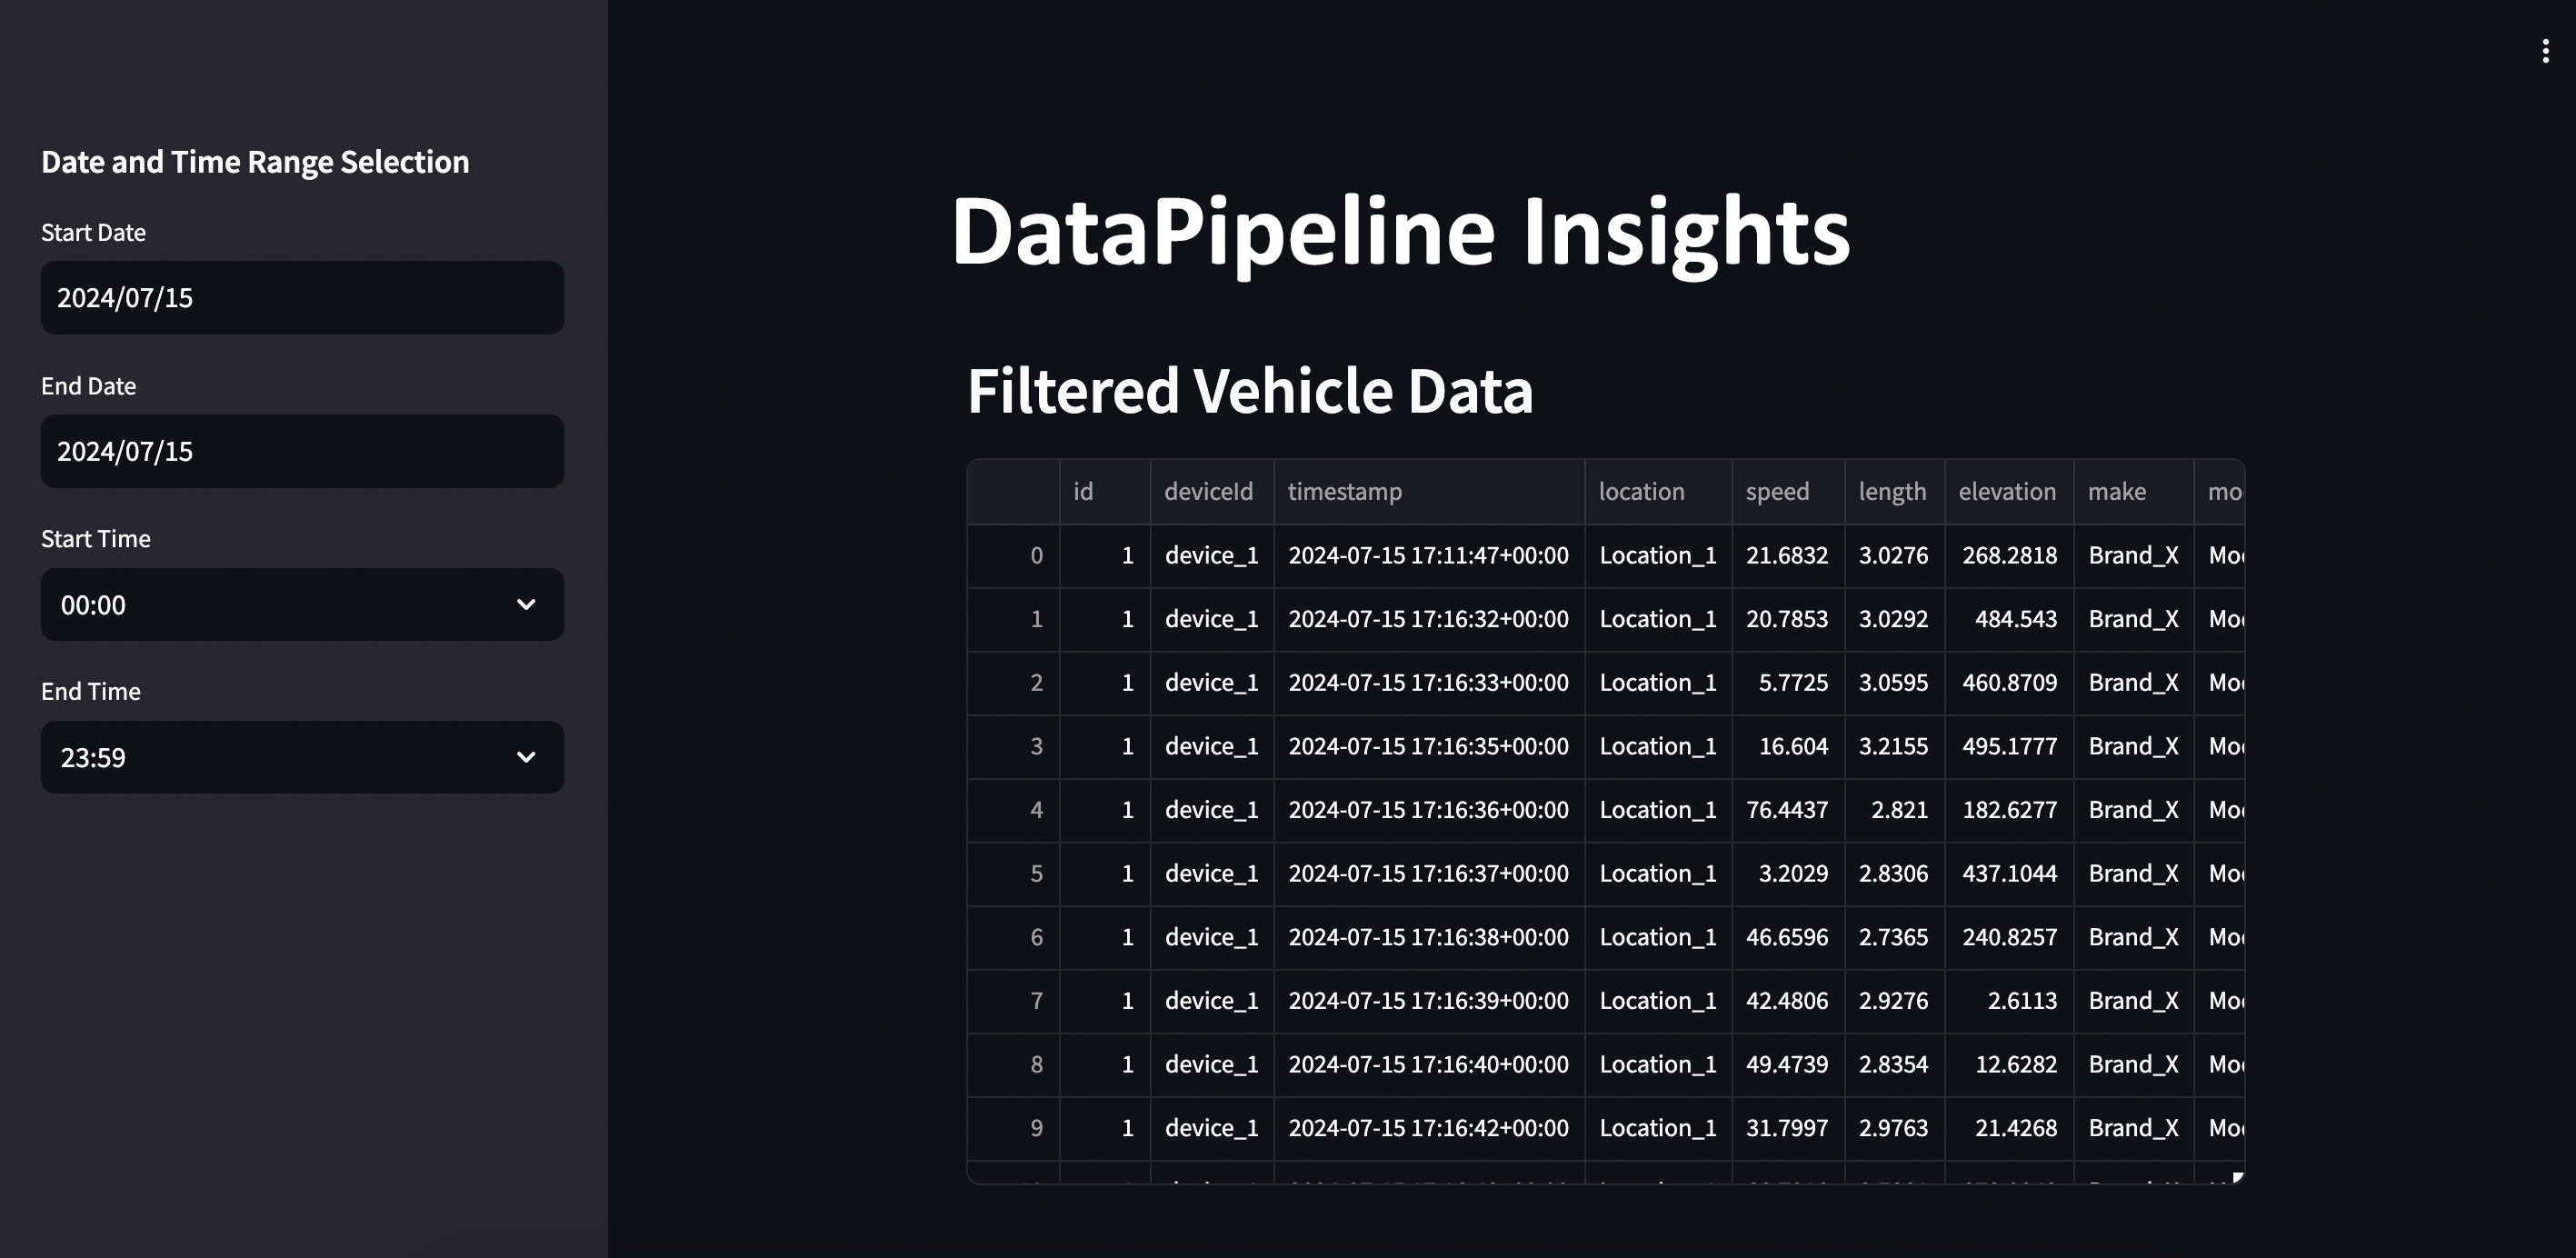 Date and Time Range Selection
Start Date
2024/07/15
End Date
2024/07/15
Start Time
00:00
End Time
23:59
DataPipeline Insights
Filtered Vehicle Data
id deviceId timestamp location speed length elevation make mo
0 1 device_1 2024-07-15 17:11:47+00:00 Location_1 21.6832 3.0276 268.2818 Brand_X Mo
1 1 device_1 2024-07-15 17:16:32+00:00 Location_1 20.7853 3.0292 484.543 Brand_X Mo
2 1 device_1 2024-07-15 17:16:33+00:00 Location_1 5.7725 3.0595 460.8709 Brand_X Mo
3 1 device_1 2024-07-15 17:16:35+00:00 Location_1 16.604 3.2155 495.1777 Brand_X Mo
4 1 device_1 2024-07-15 17:16:36+00:00 Location_1 76.4437 2.821 182.6277 Brand_X Mo
5 1 device_1 2024-07-15 17:16:37+00:00 Location_1 3.2029 2.8306 437.1044 Brand_X Mo
6 1 device_1 2024-07-15 17:16:38+00:00 Location_1 46.6596 2.7365 240.8257 Brand_X Mo
7 1 device_1 2024-07-15 17:16:39+00:00 Location_1 42.4806 2.9276 2.6113 Brand_X Mo
8 1 device_1 2024-07-15 17:16:40+00:00 Location_1 49.4739 2.8354 12.6282 Brand_X Mo
9 1 device_1 2024-07-15 17:16:42+00:00 Location_1 31.7997 2.9763 21.4268 Brand_X Mo